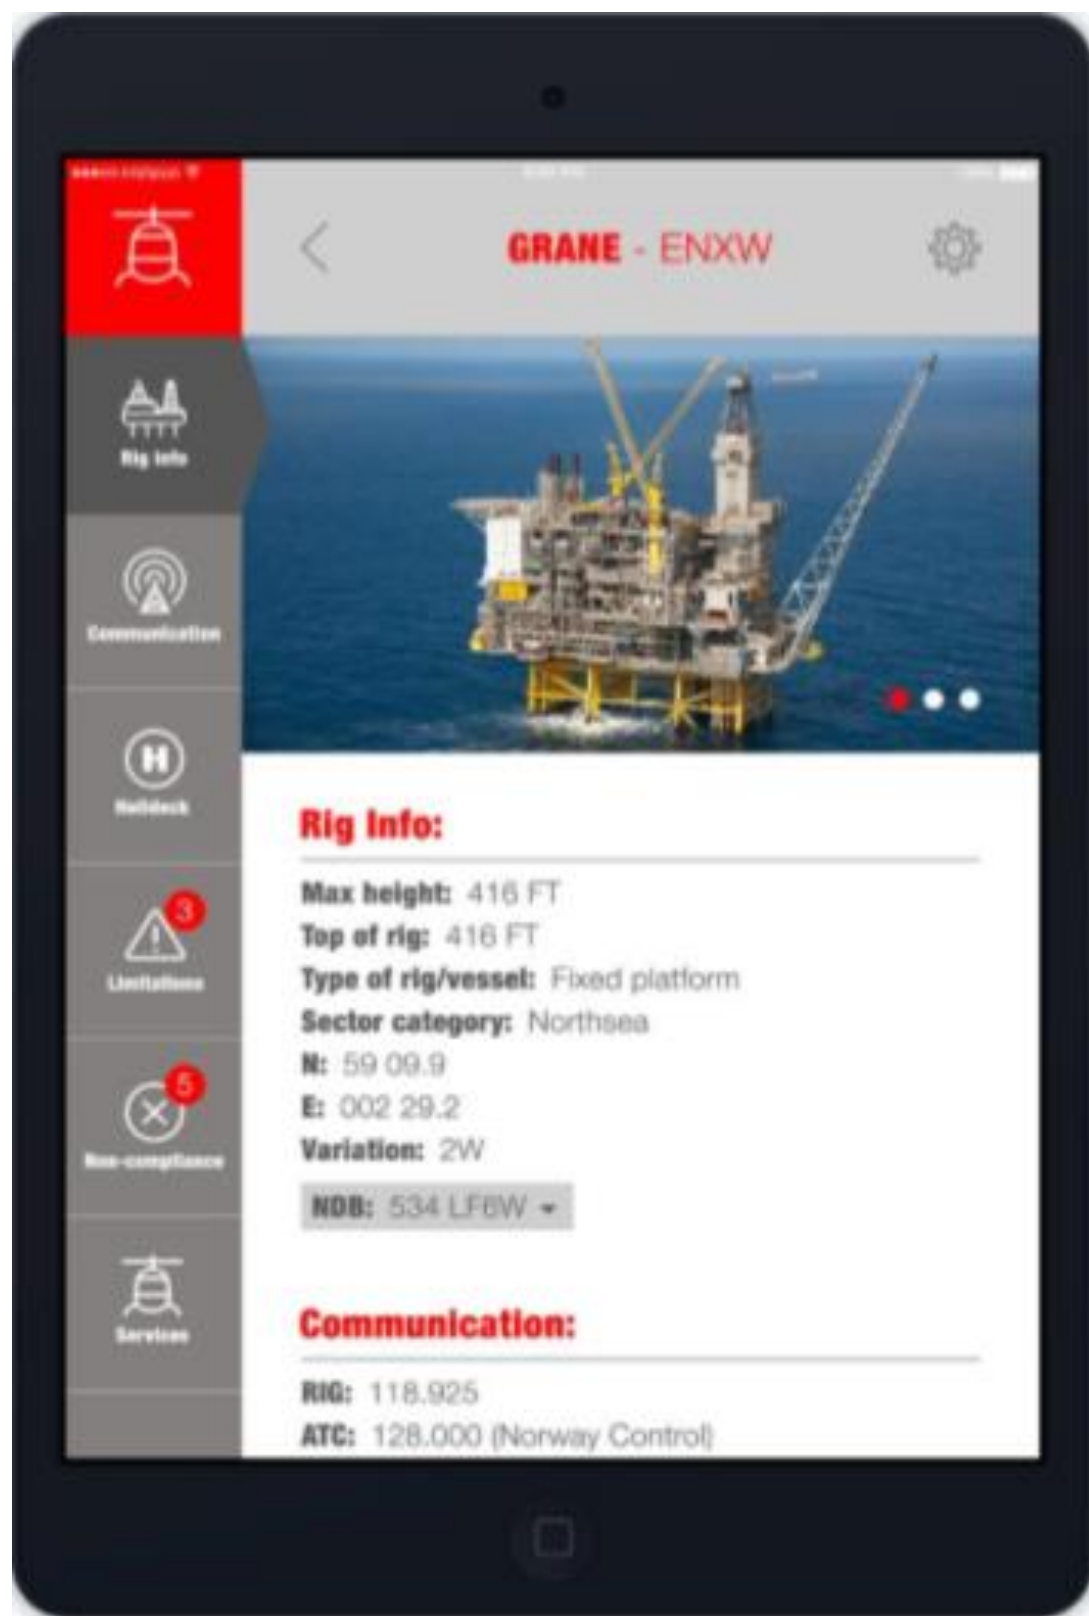 GRANE - ENXW
Rig info
Communication
H
Helideck
3
Limitations
5
Non-compliance
Services
Rig Info:
Max height: 416 FT
Top of rig: 416 FT
Type of rig/vessel: Fixed platform
Sector category: Northsea
N: 59 09.9
E: 002 29.2
Variation: 2W
NDB: 534 LF6W
Communication:
RIG: 118.925
ATC: 128.000 (Norway Control)